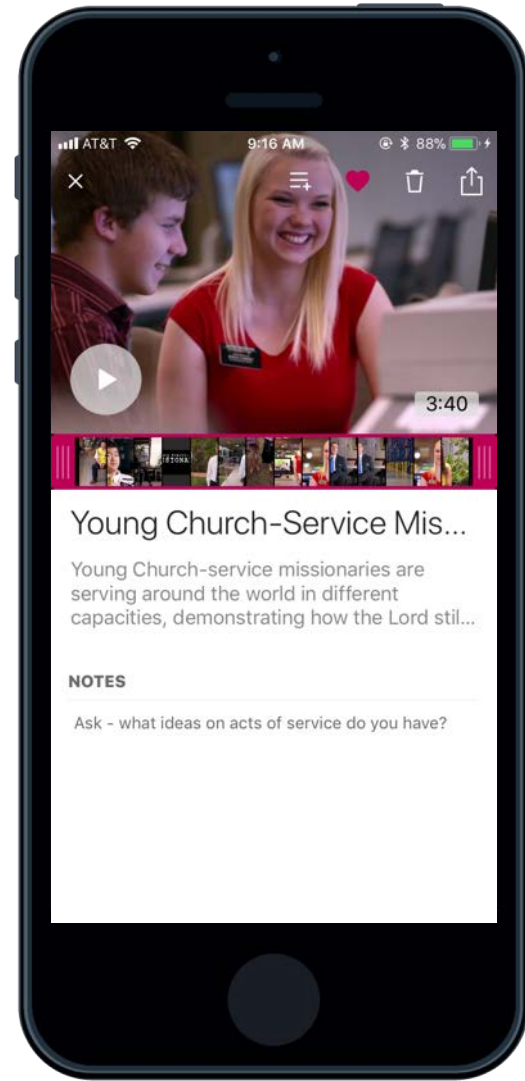 AT&T 9:16 AM 88%
3:40
Young Church-Service Mis...
Young Church-service missionaries are
serving around the world in different
capacities, demonstrating how the Lord stil...
NOTES
Ask - what ideas on acts of service do you have?